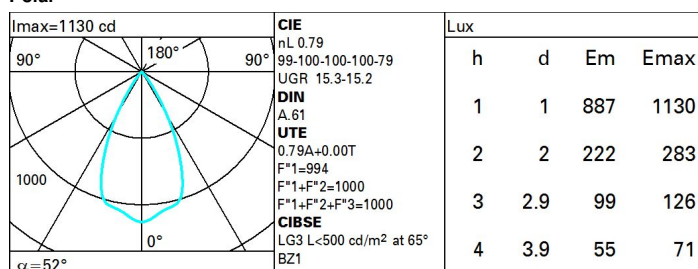 Imax=1130 cd
90° 180° 90°
1000
0°
α=52°
CIE
nL 0.79
99-100-100-100-79
UGR 15.3-15.2
DIN
A.61
UTE
0.79A+0.00T
F"1=994
F"1+F"2=1000
F"1+F"2+F"3=1000
CIBSE
LG3 L<500 cd/m² at 65°
BZ1
Lux
h d Em Emax
1 1 887 1130
2 2 222 283
3 2.9 99 126
4 3.9 55 71